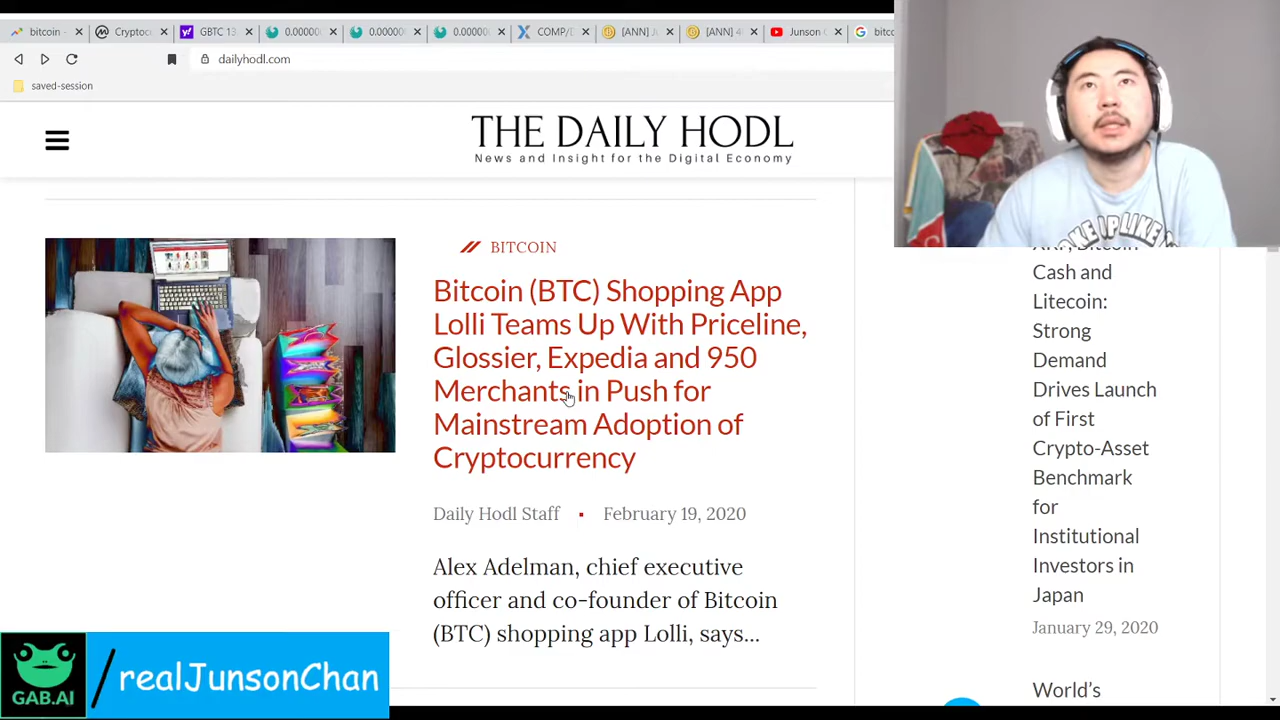 bitcoin -
Cryptoc
GBTC 13
0.00000
0.00000
0.00000
COMP/
[ANN] J
[ANN] 4
Junson C
bitc
dailyhodl.com
saved-session
THE DAILY HODL
News and Insight for the Digital Economy
BITCOIN
Bitcoin (BTC) Shopping App
Lolli Teams Up With Priceline,
Glossier, Expedia and 950
Merchants in Push for
Mainstream Adoption of
Cryptocurrency
Daily Hodl Staff ▪ February 19, 2020
Alex Adelman, chief executive
officer and co-founder of Bitcoin
(BTC) shopping app Lolli, says...
Cash and
Litecoin:
Strong
Demand
Drives Launch
of First
Crypto-Asset
Benchmark
for
Institutional
Investors in
Japan
January 29, 2020
World’s
GAB.AI
/realJunsonChan